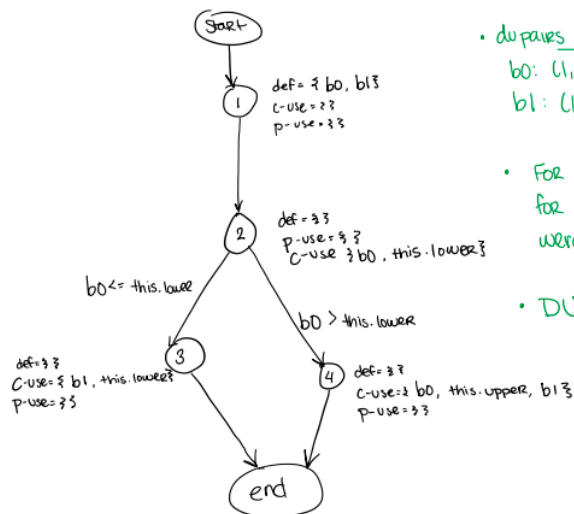 Start
1
def = { b0, b1}
c-use = { }
p-use = { }
2
def = { }
p-use = { }
c-use { b0, this.lower}
b0 <= this.lower
b0 > this.lower
3
def = { }
c-use = { b1, this.lower}
p-use = { }
4
def = { }
c-use = { b0, this.upper, b1 }
p-use = { }
end
• du pairs
b0: (1,
b1: (1
• For
for
were
• DU